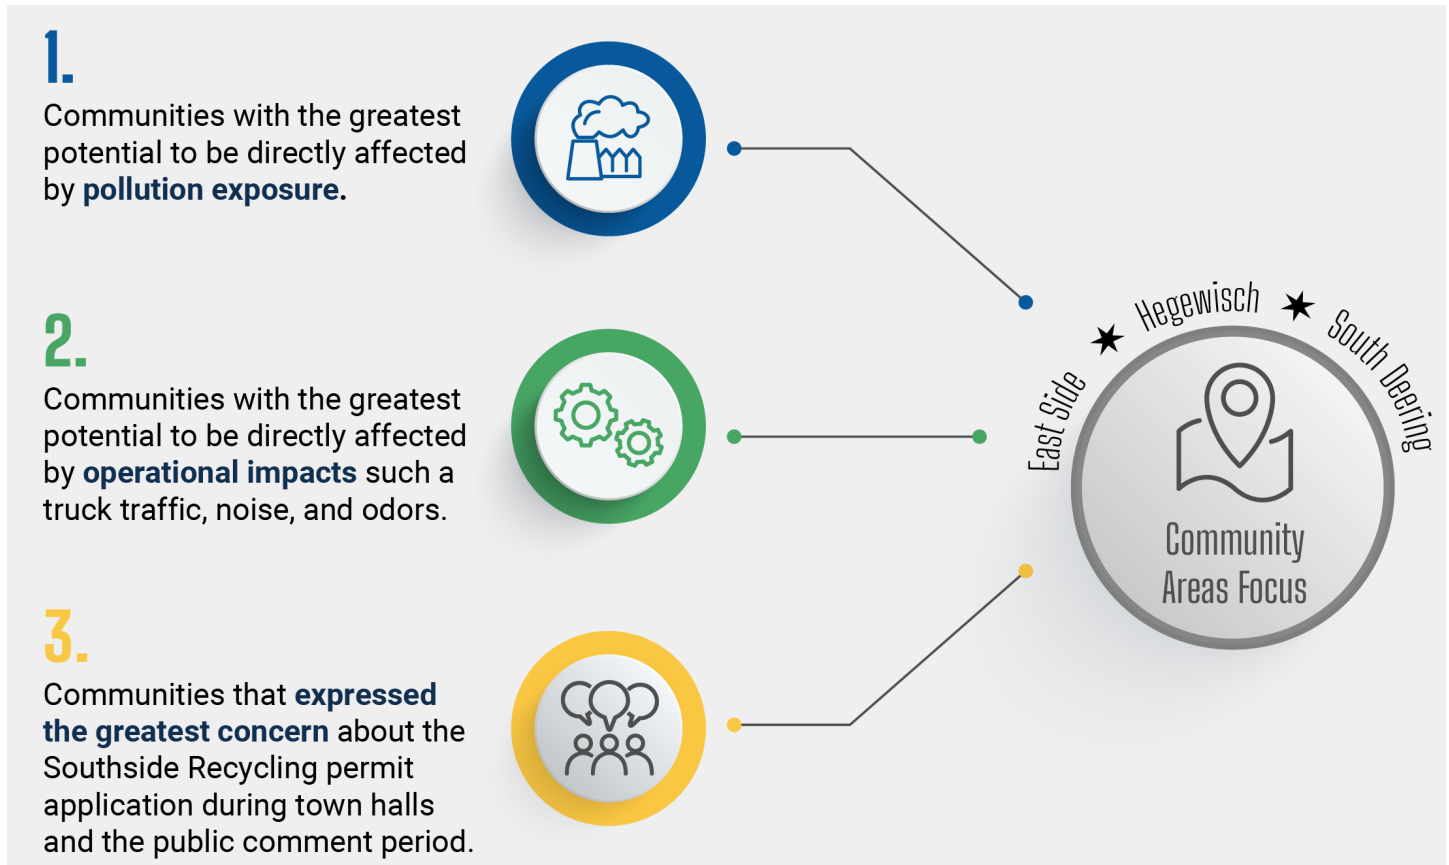 1.
Communities with the greatest
potential to be directly affected
by pollution exposure.
2.
Communities with the greatest
potential to be directly affected
by operational impacts such a
truck traffic, noise, and odors.
3.
Communities that expressed
the greatest concern about the
Southside Recycling permit
application during town halls
and the public comment period.
East Side ✶ Hegewisch ✶ South Deering
Community
Areas Focus